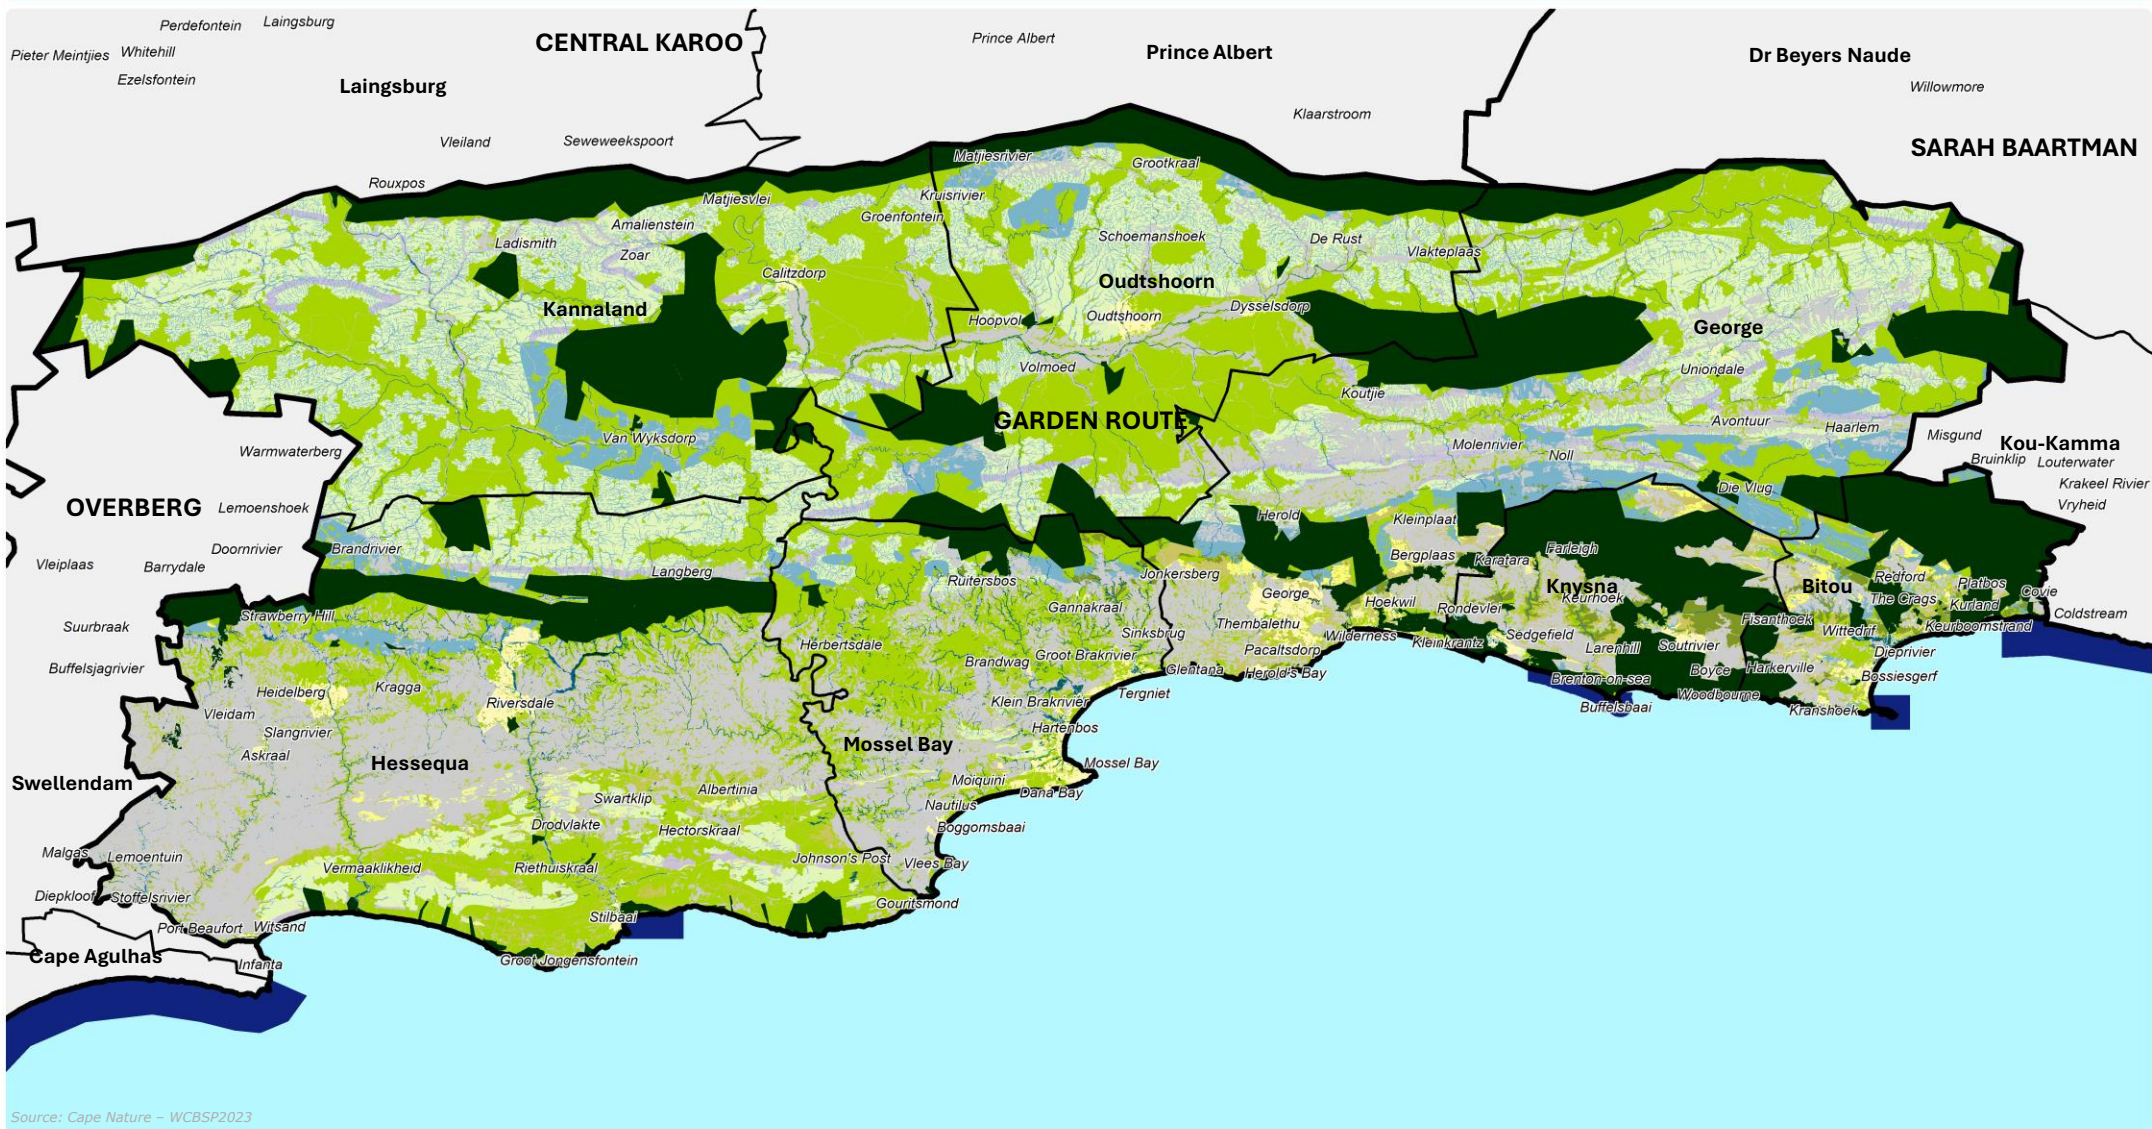 Perdefontein
Laingsburg
Pieter Meintjies
Whitehill
CENTRAL KAROO
Prince Albert
Prince Albert
Dr Beyers Naude
Ezelsfontein
Laingsburg
Willowmore
Klaarstroom
Vleiland
Seweweekspoort
SARAH BAARTMAN
Matjiesrivier
Grootkraal
Rouxpos
Matjiesvlei
Kruisrivier
Amalienstein
Groenfontein
Ladismith
Zoar
Schoemanshoek
De Rust
Vlakteplaas
Calitzdorp
Oudtshoorn
Kannaland
Dysselsdorp
Hoopvol
Oudtshoorn
George
Volmoed
Uniondale
Koutjie
GARDEN ROUTE
Avontuur
Haarlem
Van Wyksdorp
Molenrivier
Noll
Misgund
Kou-Kamma
Warmwaterberg
Bruinklip
Louterwater
Krakeel Rivier
Die Vlug
Vryheid
OVERBERG
Lemoenshoek
Herold
Kleinplaat
Doornrivier
Brandrivier
Bergplaas
Karatara
Farleigh
Vleiplaas
Barrydale
Langberg
Ruitersbos
Jonkersberg
George
Knysna
Keurhoek
Bitou
Redford
Platbos
Covie
The Crags
Kurland
Coldstream
Hoekwil
Rondevlei
Gannakraal
Strawberry Hill
Suurbraak
Thembalethu
Fisanthoek
Wittedrif
Keurboomstrand
Sinksbrug
Wilderness
Kleinkrantz
Sedgefield
Larenhill
Soutrivier
Dieprivier
Herbertsdale
Groot Brakrivier
Pacaltsdorp
Brandwag
Buffelsjagrivier
Glentana
Herold's Bay
Boyce
Harkerville
Bossiesgerf
Brenton-on-sea
Woodbourne
Heidelberg
Kragga
Tergniet
Riversdale
Klein Brakrivier
Buffelsbaai
Kranshoek
Vleidam
Slangrivier
Hartenbos
Askraal
Hessequa
Mossel Bay
Mossel Bay
Swellendam
Moiquini
Dana Bay
Swartklip
Albertinia
Nautilus
Drodvlakte
Hectorskraal
Boggomsbaai
Malgas
Lemoentuin
Vermaaklikheid
Riethuiskraal
Johnson's Post
Vlees Bay
Diepkloof
Stoffelsrivier
Gouritsmond
Stilbaai
Port Beaufort
Witsand
Cape Agulhas
Infanta
Groot Jongensfontein
Source: Cape Nature – WCBSP2023